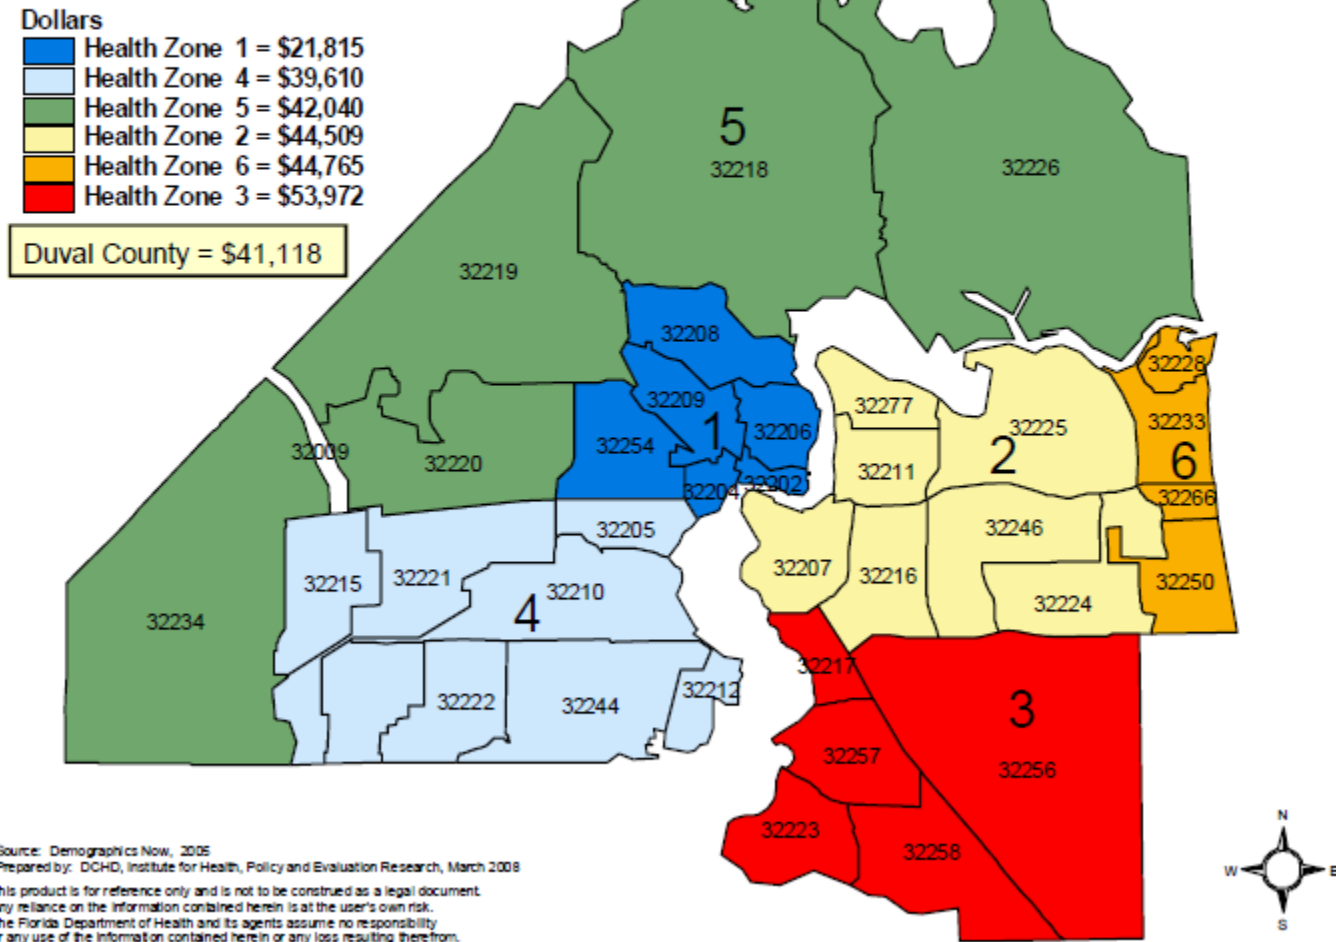 Dollars
Health Zone 1 = $21,815
Health Zone 4 = $39,610
Health Zone 5 = $42,040
Health Zone 2 = $44,509
Health Zone 6 = $44,765
Health Zone 3 = $53,972
Duval County = $41,118
5
32218
32226
32219
32208
32228
32209
32277
32233
32206
32225
1
32254
2
32009
32220
32211
6
32204
32202
32266
32205
32246
32215
32221
32207
32216
32250
32210
32224
4
32234
32217
32212
32222
32244
3
32257
32256
32223
32258
N
W
E
S
Source: Demographics Now, 2005
Prepared by: DCHD, Institute for Health, Policy and Evaluation Research, March 2008
his product is for reference only and is not to be construed as a legal document.
ny reliance on the information contained herein is at the user's own risk.
he Florida Department of Health and its agents assume no responsibility
r any use of the information contained herein or any loss resulting therefrom.